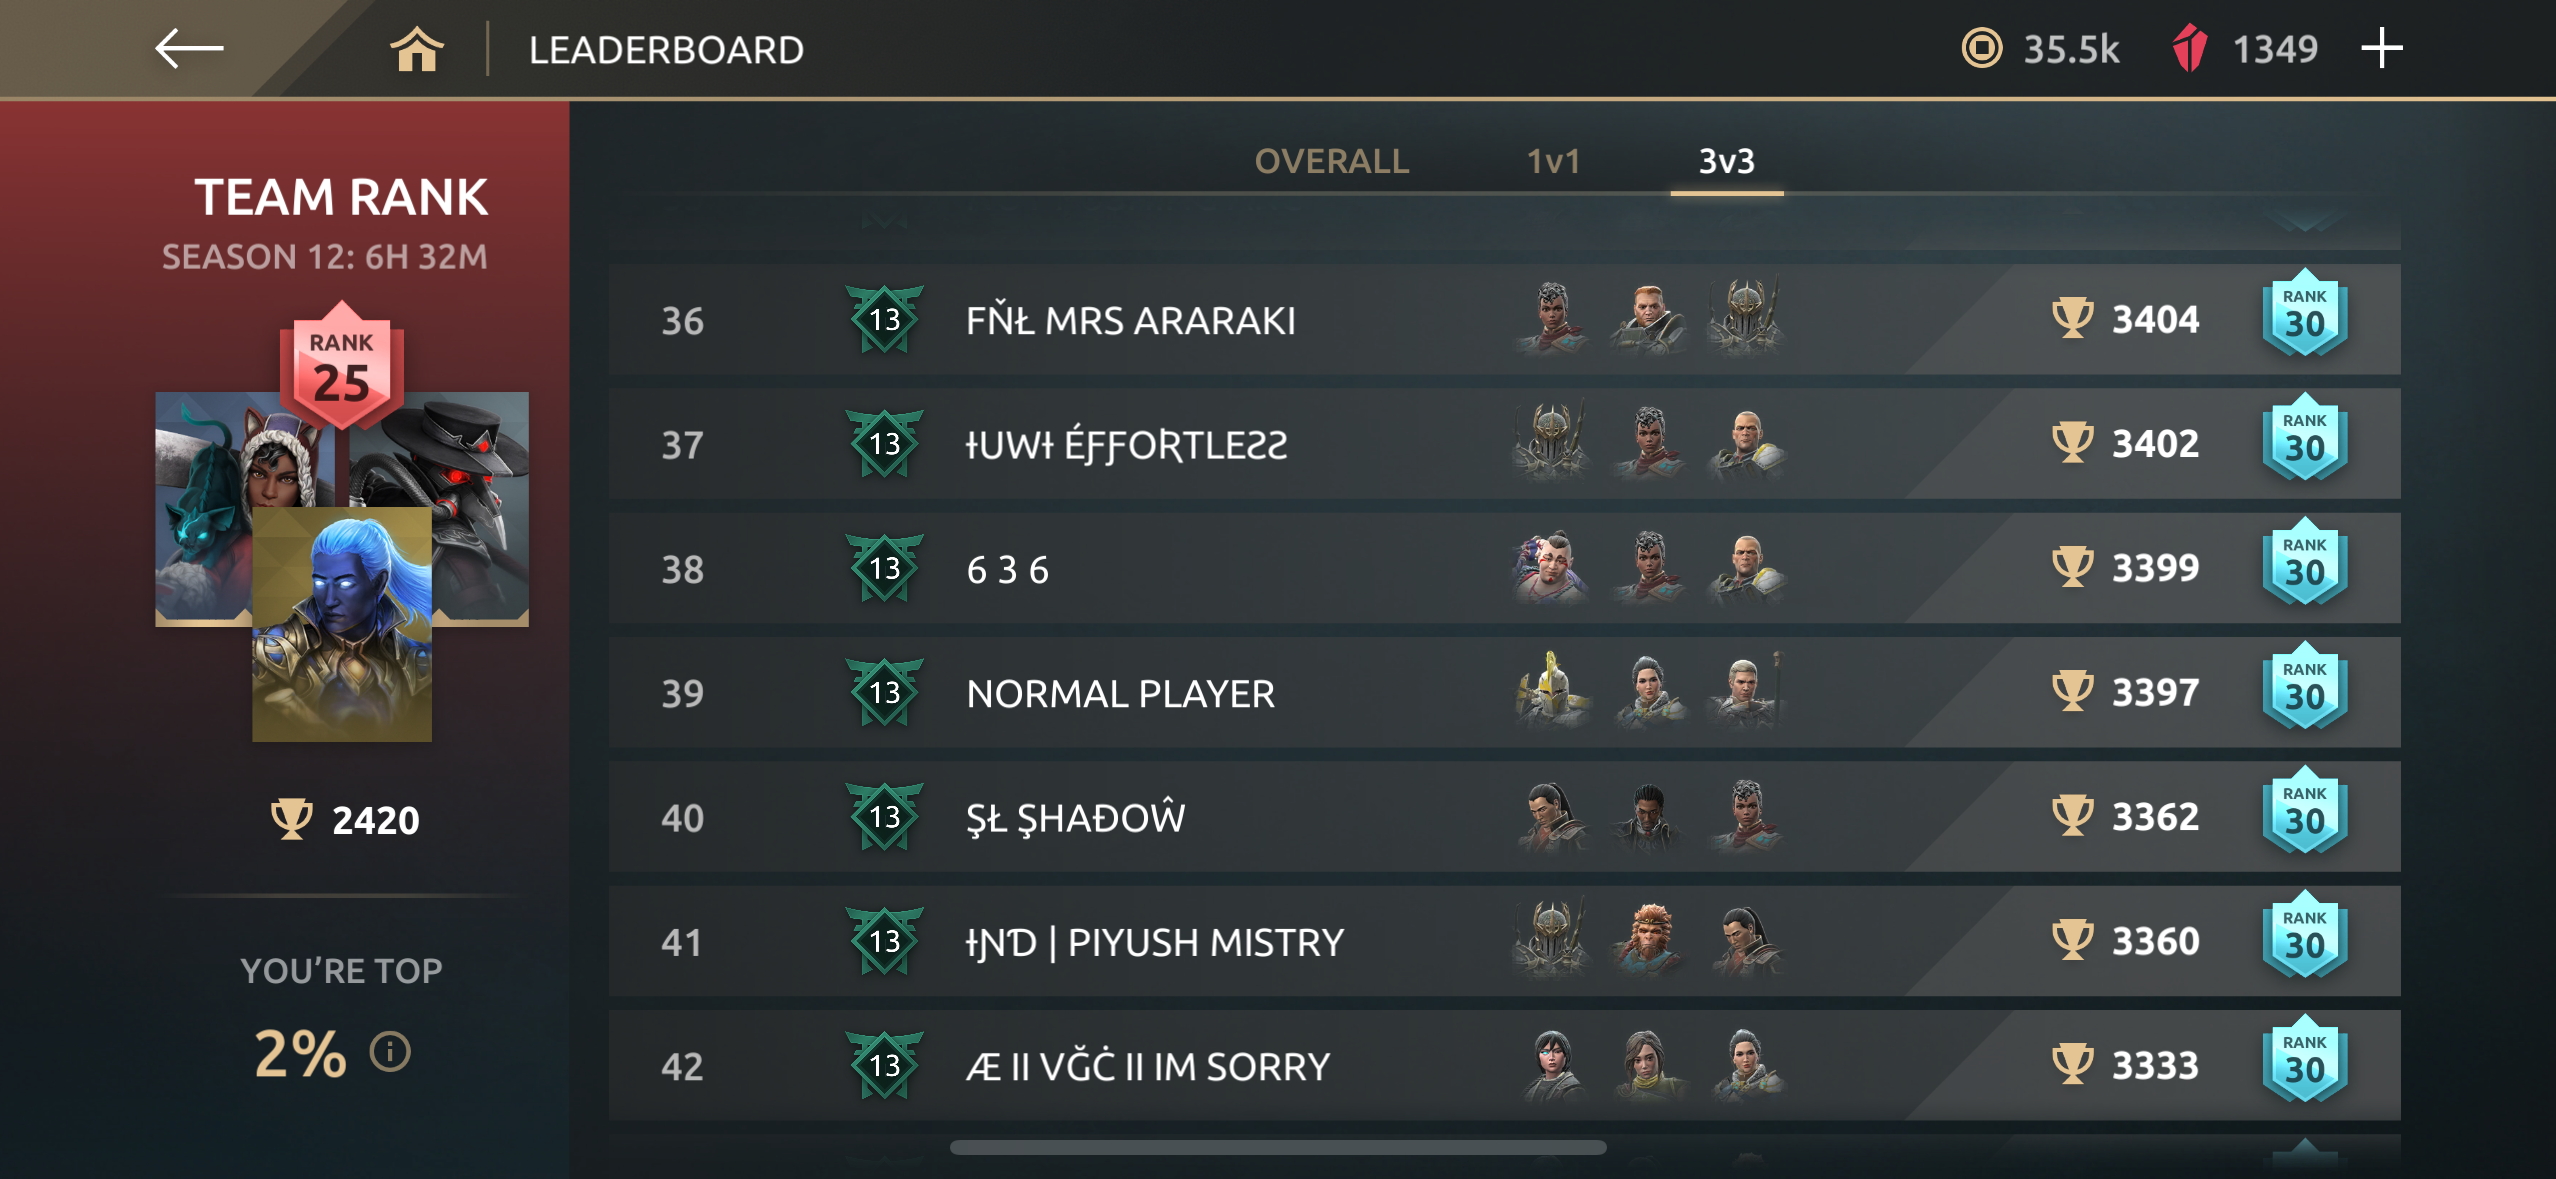 LEADERBOARD
35.5k
1349
TEAM RANK
SEASON 12: 6H 32M
RANK
25
2420
YOU'RE TOP
2%
OVERALL 1v1 3v3
36 13 FŇŁ MRS ARARAKI 3404 RANK 30
37 13 ƗUWƗ ÉƑƑOƦTLEƧƧ 3402 RANK 30
38 13 6 3 6 3399 RANK 30
39 13 NORMAL PLAYER 3397 RANK 30
40 13 ŞŁ ŞHAĐOŴ 3362 RANK 30
41 13 ƗƝƊ | PIYUSH MISTRY 3360 RANK 30
42 13 Æ II VĞĊ II IM SORRY 3333 RANK 30